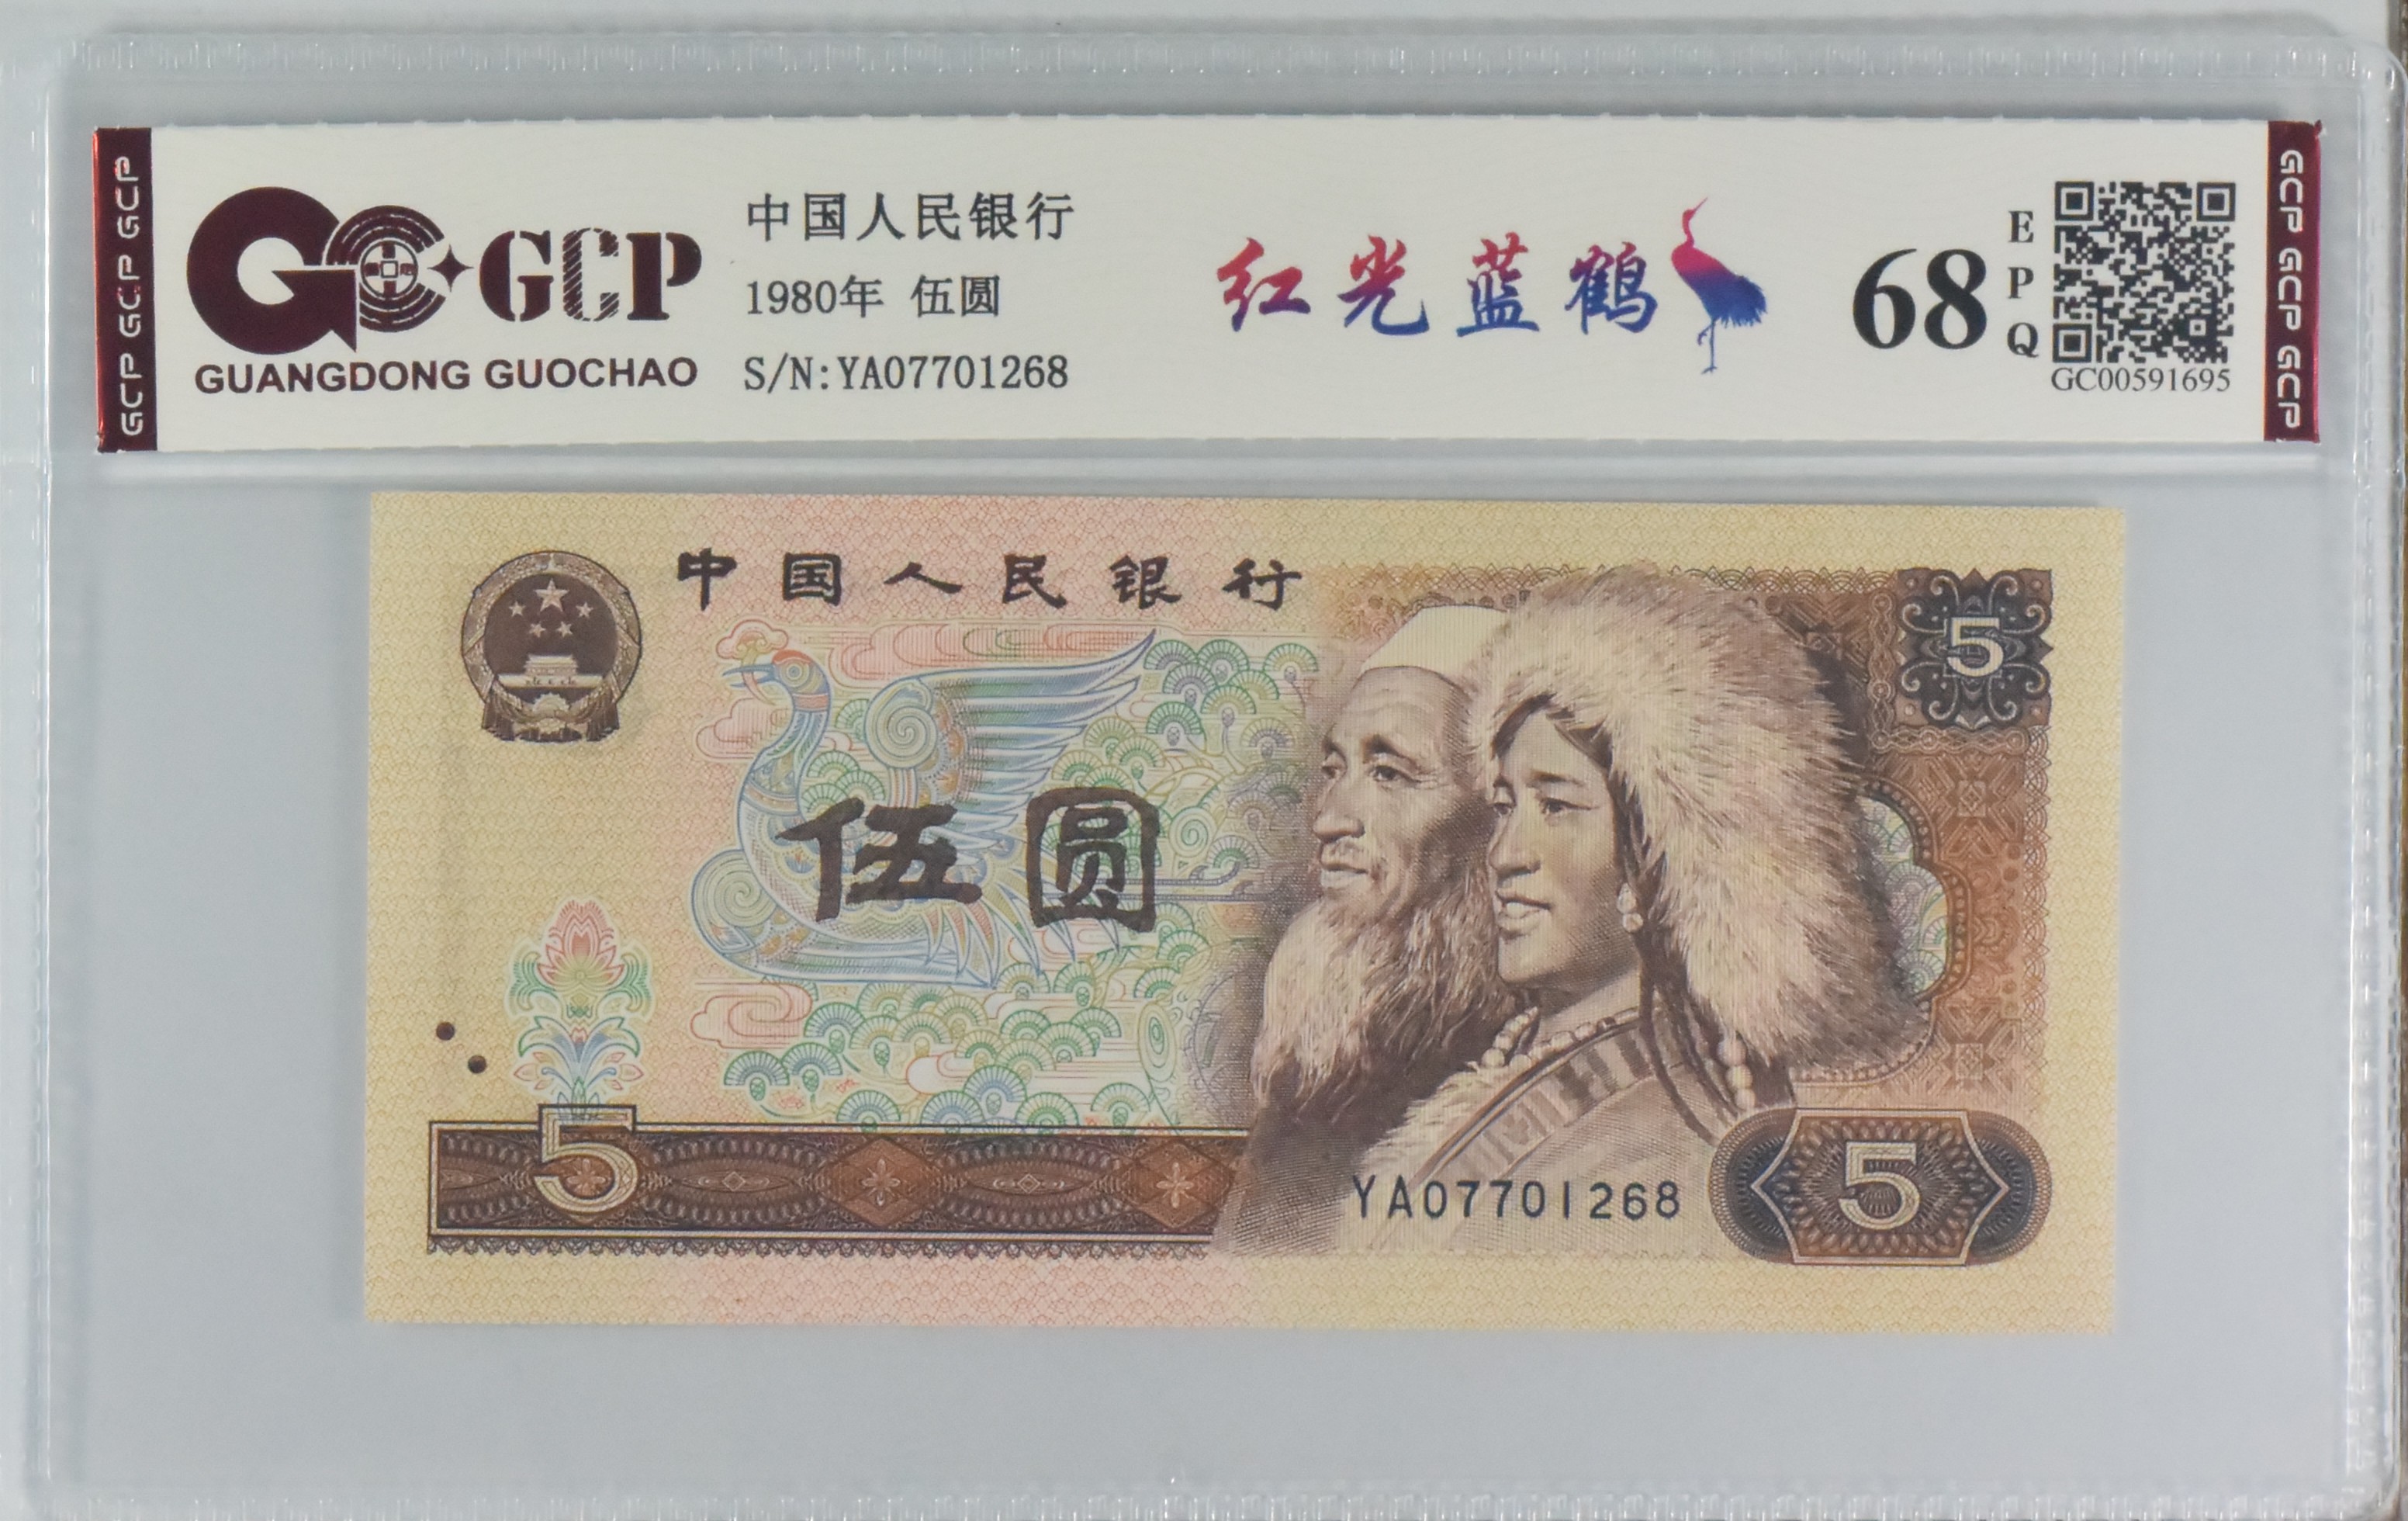 GCP GCP GCP
GC GCP
GUANGDONG GUOCHAO
中国人民银行
1980年 伍圆
S/N:YA07701268
红光蓝鹤
68
EPQ
GC00591695
GCP GCP GCP
中国人民银行
5
伍圆
5
YA07701268
5